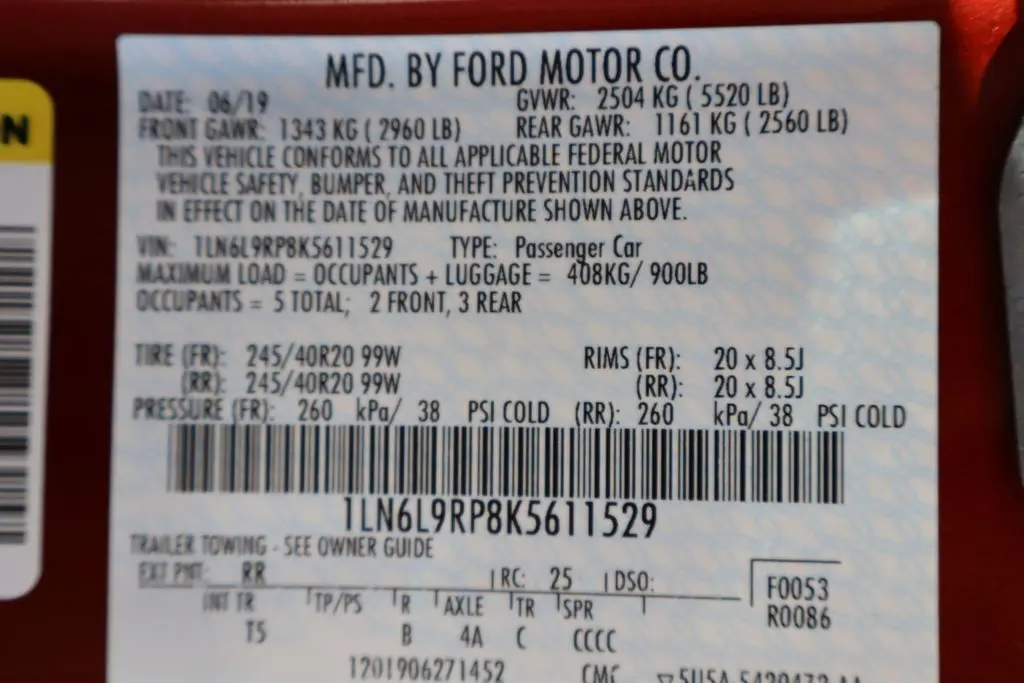 MFD. BY FORD MOTOR CO.
DATE: 06/19 GVWR: 2504 KG ( 5520 LB)
FRONT GAWR: 1343 KG ( 2960 LB) REAR GAWR: 1161 KG ( 2560 LB)
THIS VEHICLE CONFORMS TO ALL APPLICABLE FEDERAL MOTOR
VEHICLE SAFETY, BUMPER, AND THEFT PREVENTION STANDARDS
IN EFFECT ON THE DATE OF MANUFACTURE SHOWN ABOVE.
VIN: 1LN6L9RP8K5611529 TYPE: Passenger Car
MAXIMUM LOAD = OCCUPANTS + LUGGAGE = 408KG/ 900LB
OCCUPANTS = 5 TOTAL; 2 FRONT, 3 REAR
TIRE (FR): 245/40R20 99W RIMS (FR): 20 x 8.5J
(RR): 245/40R20 99W (RR): 20 x 8.5J
PRESSURE (FR): 260 kPa/ 38 PSI COLD (RR): 260 kPa/ 38 PSI COLD
1LN6L9RP8K5611529
TRAILER TOWING - SEE OWNER GUIDE
EXT PNT: RR RC: 25 DSO: F0053
INT TR TP/PS R AXLE TR SPR R0086
T5 B 4A C CCCC
1201906271452 CMC
N